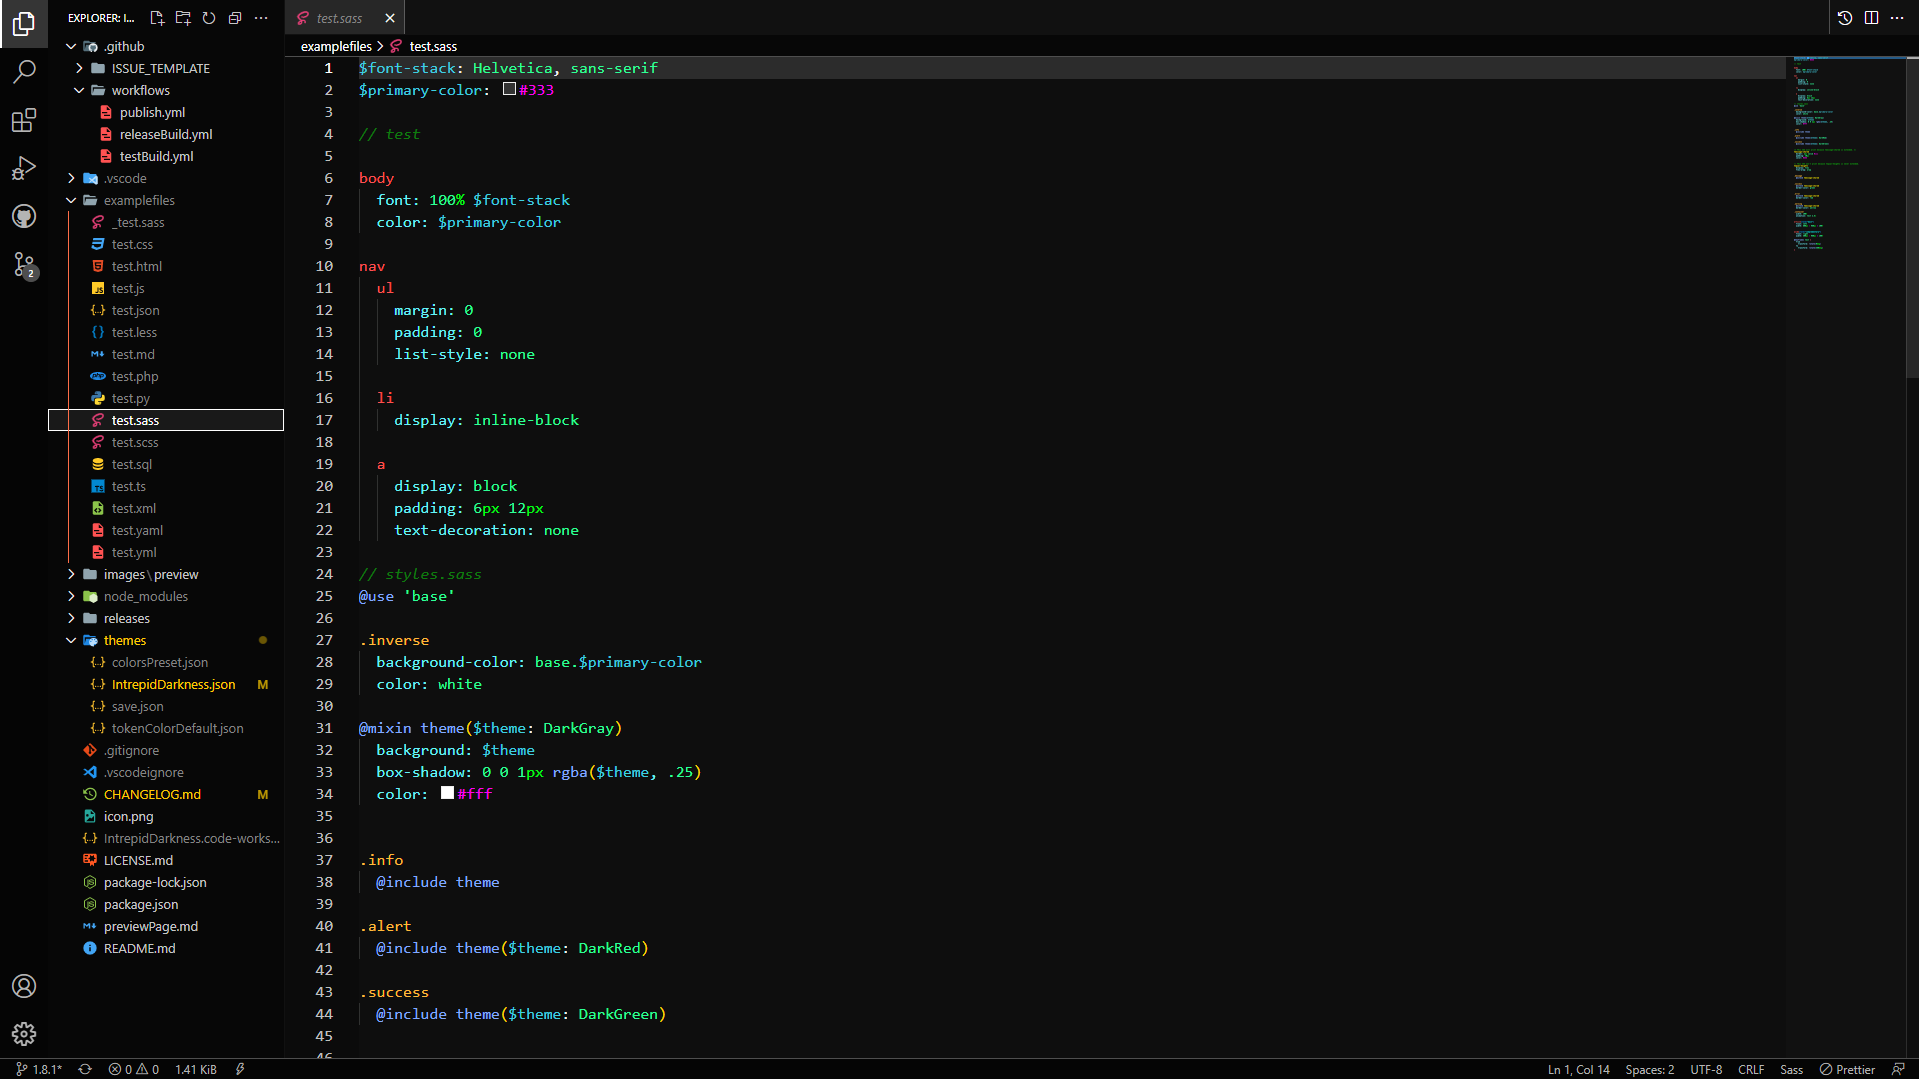 EXPLORER: I...
.github
ISSUE_TEMPLATE
workflows
publish.yml
releaseBuild.yml
testBuild.yml
.vscode
examplefiles
_test.sass
test.css
test.html
test.js
test.json
test.less
test.md
test.php
test.py
test.sass
test.scss
test.sql
test.ts
test.xml
test.yaml
test.yml
images\preview
node_modules
releases
themes
colorsPreset.json
IntrepidDarkness.json M
save.json
tokenColorDefault.json
.gitignore
.vscodeignore
CHANGELOG.md M
icon.png
IntrepidDarkness.code-works...
LICENSE.md
package-lock.json
package.json
previewPage.md
README.md
2
test.sass
examplefiles > test.sass
1 $font-stack: Helvetica, sans-serif
2 $primary-color: #333
3
4 // test
5
6 body
7 font: 100% $font-stack
8 color: $primary-color
9
10 nav
11 ul
12 margin: 0
13 padding: 0
14 list-style: none
15
16 li
17 display: inline-block
18
19 a
20 display: block
21 padding: 6px 12px
22 text-decoration: none
23
24 // styles.sass
25 @use 'base'
26
27 .inverse
28 background-color: base.$primary-color
29 color: white
30
31 @mixin theme($theme: DarkGray)
32 background: $theme
33 box-shadow: 0 0 1px rgba($theme, .25)
34 color: #fff
35
36
37 .info
38 @include theme
39
40 .alert
41 @include theme($theme: DarkRed)
42
43 .success
44 @include theme($theme: DarkGreen)
45
46
1.8.1* 0 0 1.41 KiB Ln 1, Col 14 Spaces: 2 UTF-8 CRLF Sass Prettier